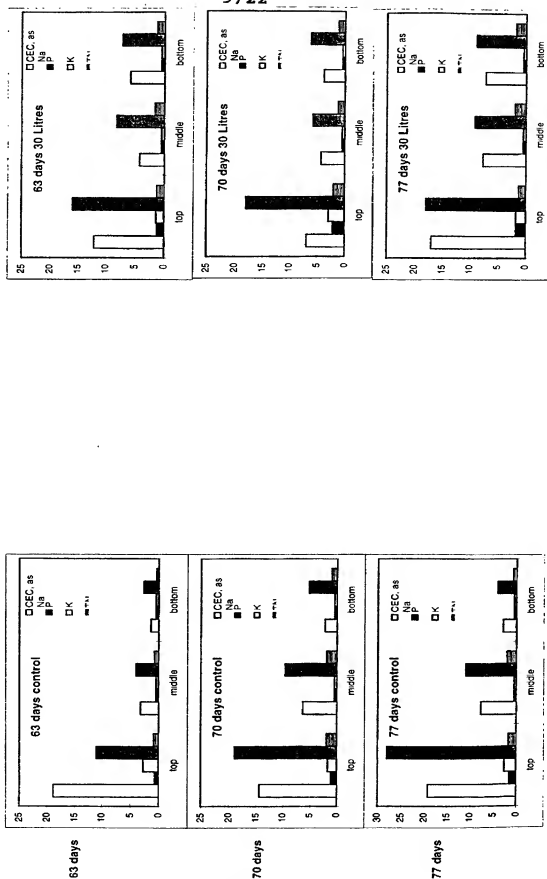 9/22
63 days
63 days control
25
20
15
10
5
0
CEC, as
Na
P
K
top
middle
bottom
63 days 30 Litres
25
20
15
10
5
0
CEC, as
Na
P
K
top
middle
bottom
70 days
70 days control
25
20
15
10
5
0
CEC, as
Na
P
K
top
middle
bottom
70 days 30 Litres
25
20
15
10
5
0
CEC, as
Na
P
K
top
middle
bottom
77 days
77 days control
30
25
20
15
10
5
0
CEC, as
Na
P
K
top
middle
bottom
77 days 30 Litres
25
20
15
10
5
0
CEC, as
Na
P
K
top
middle
bottom